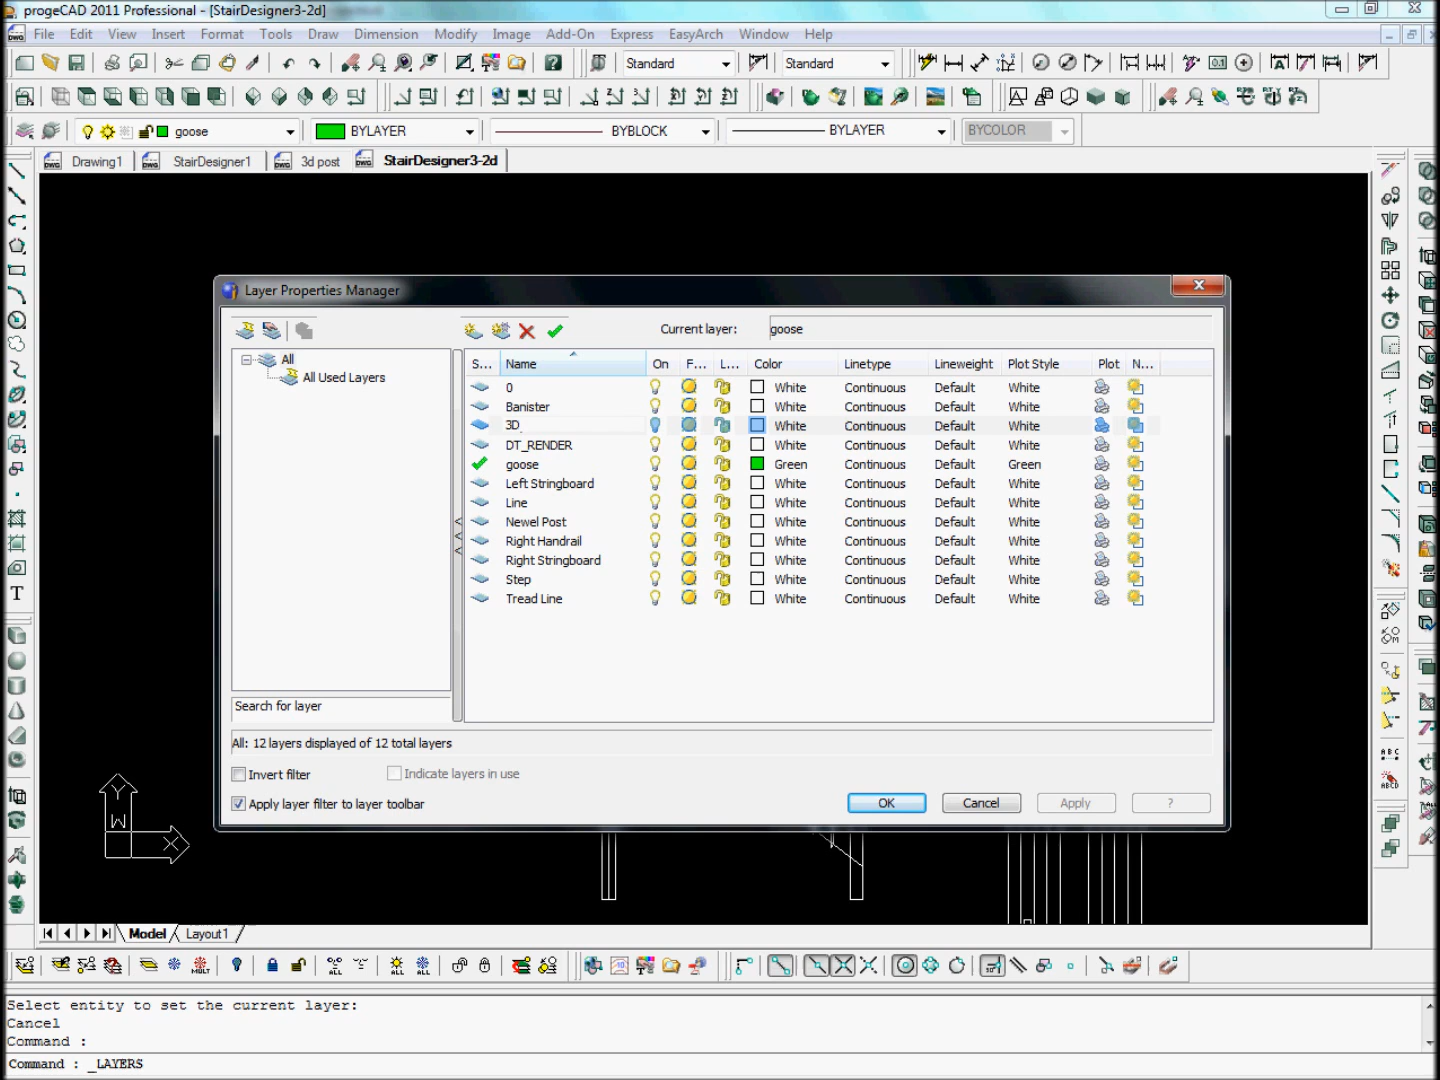 progeCAD 2011 Professional - [StairDesigner3-2d]
File Edit View Insert Format Tools Draw Dimension Modify Image Add-On Express EasyArch Window Help
Standard Standard
goose BYLAYER BYBLOCK BYLAYER BYCOLOR
Drawing1 StairDesigner1 3d post StairDesigner3-2d
Layer Properties Manager
Current layer: goose
All
All Used Layers
S... Name On F... L... Color Linetype Lineweight Plot Style Plot N...
0 White Continuous Default White
Banister White Continuous Default White
3D White Continuous Default White
DT_RENDER White Continuous Default White
goose Green Continuous Default Green
Left Stringboard White Continuous Default White
Line White Continuous Default White
Newel Post White Continuous Default White
Right Handrail White Continuous Default White
Right Stringboard White Continuous Default White
Step White Continuous Default White
Tread Line White Continuous Default White
Search for layer
All: 12 layers displayed of 12 total layers
Invert filter Indicate layers in use
Apply layer filter to layer toolbar
OK Cancel Apply ?
Y
W
X
Model Layout1
Select entity to set the current layer:
Cancel
Command :
Command : _LAYERS